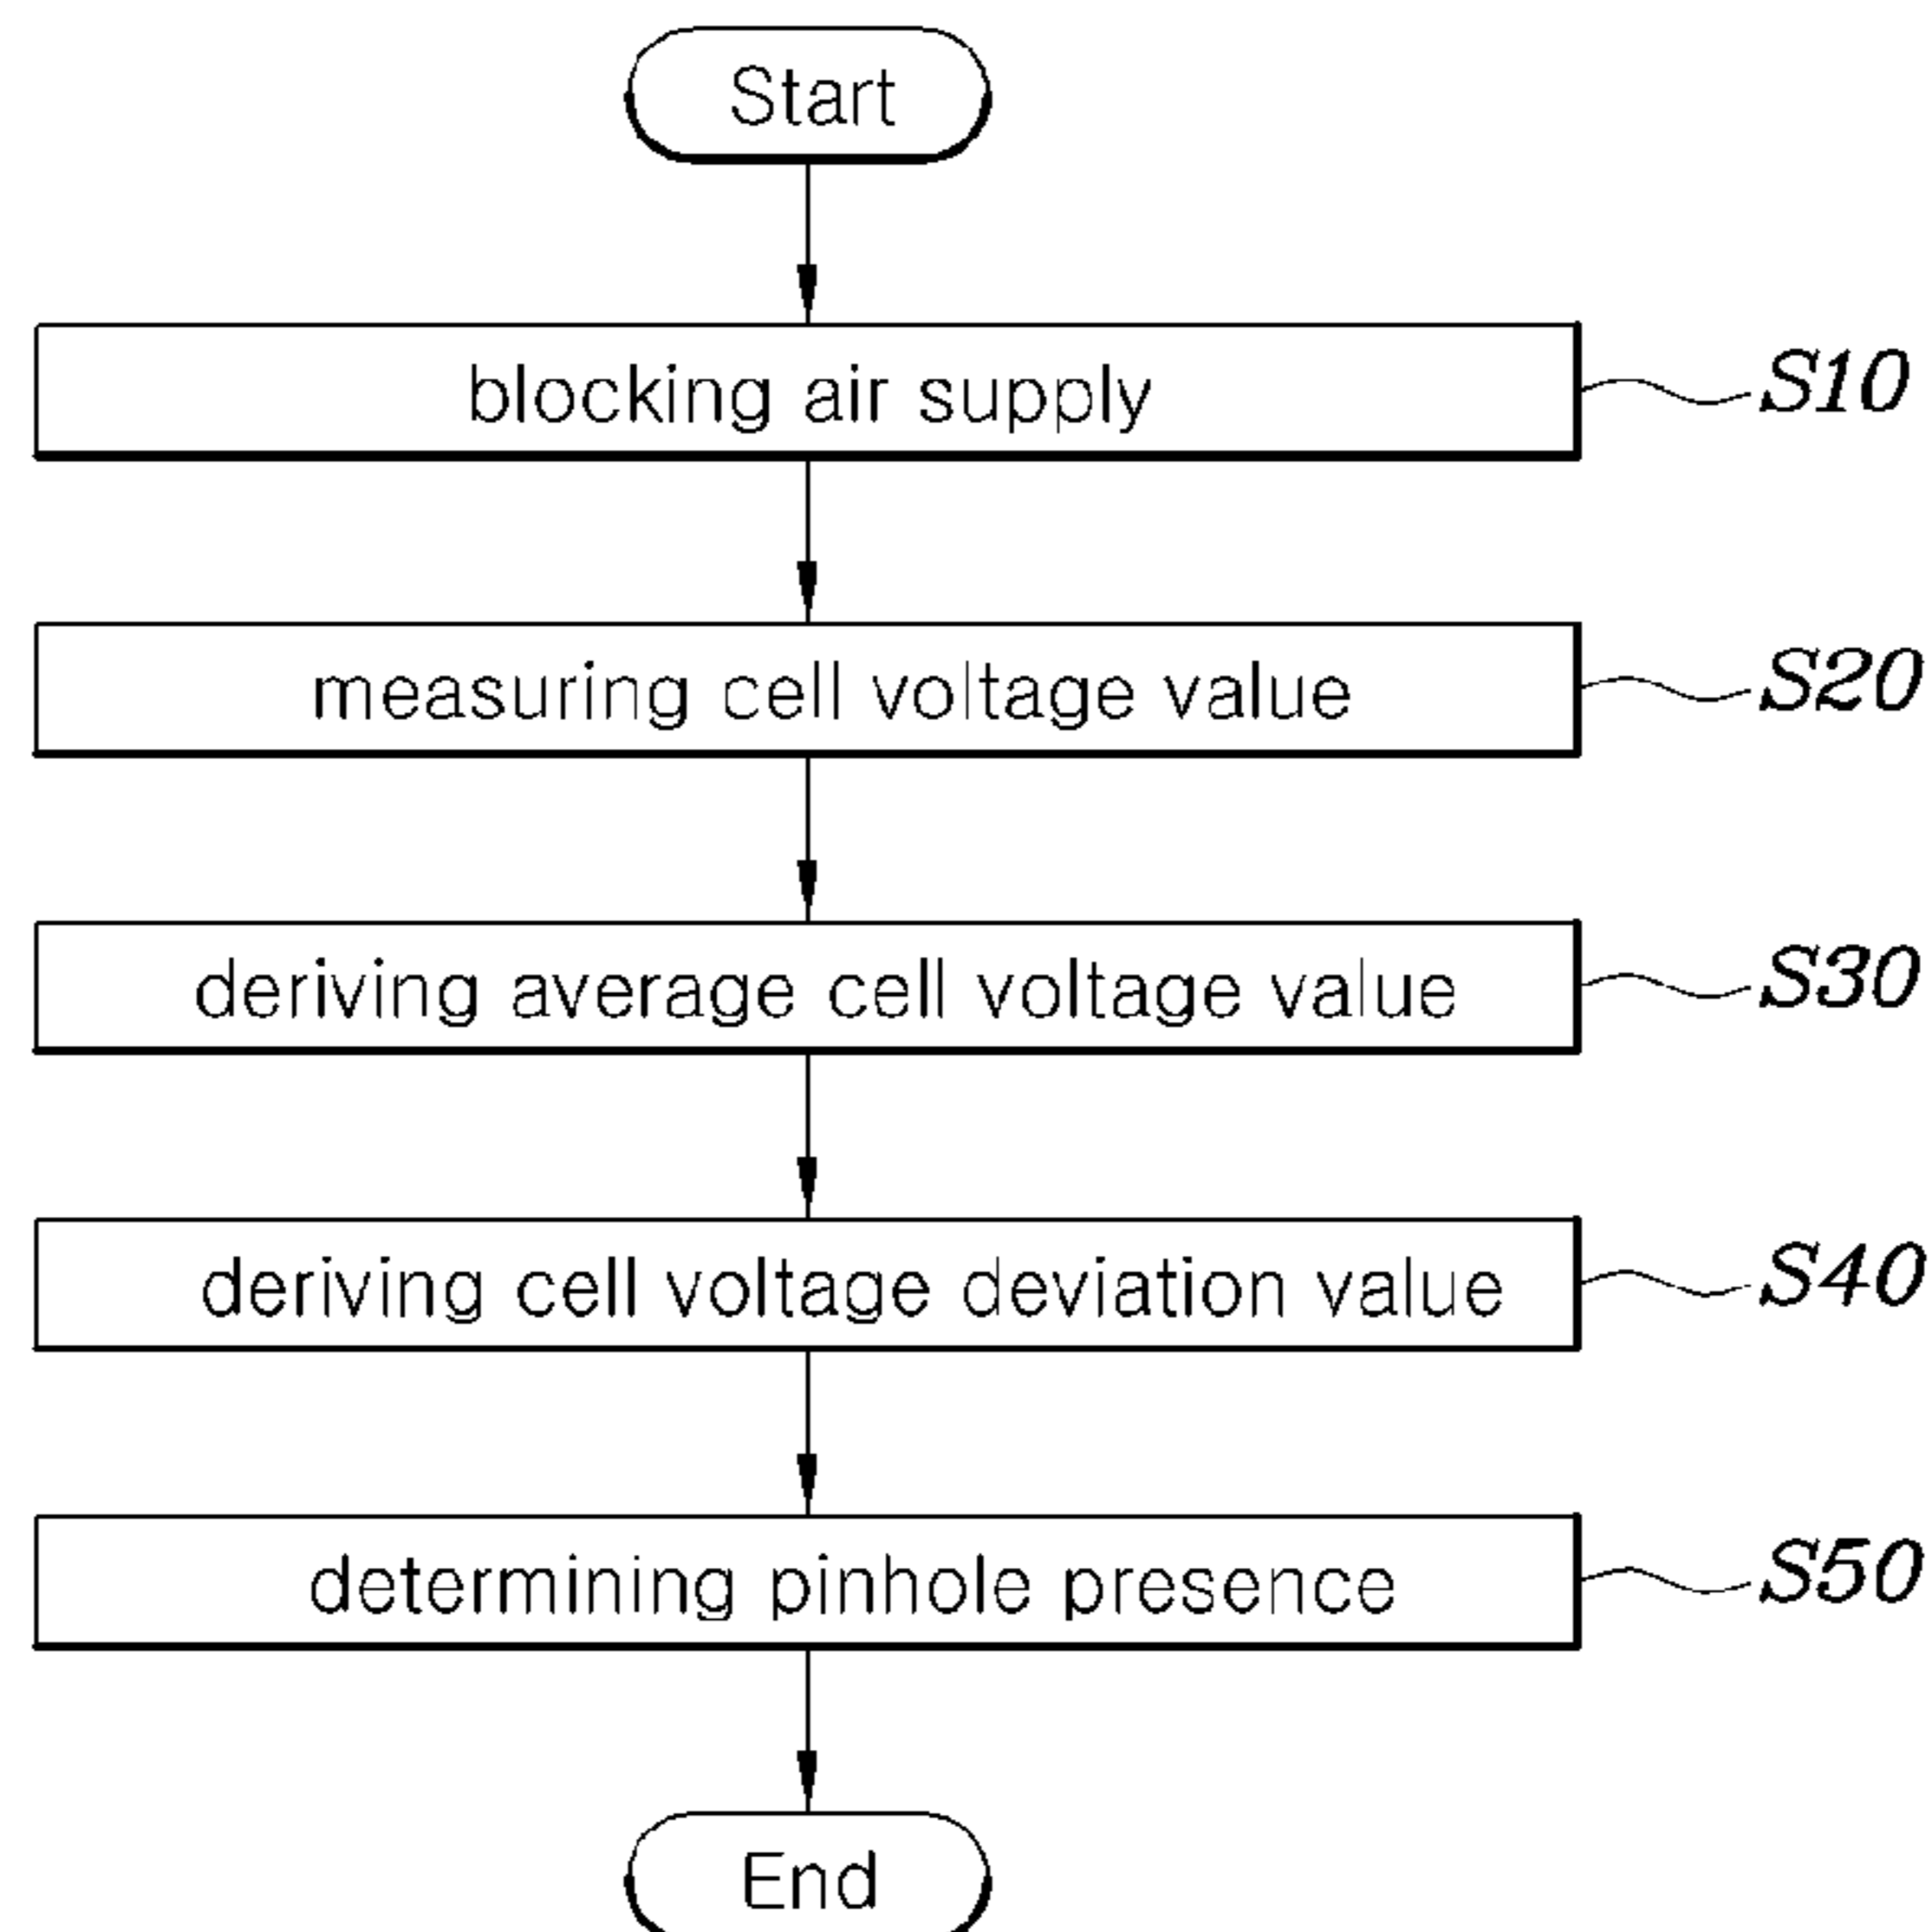 Start
blocking air supply
S10
measuring cell voltage value
S20
deriving average cell voltage value
S30
deriving cell voltage deviation value
S40
determining pinhole presence
S50
End